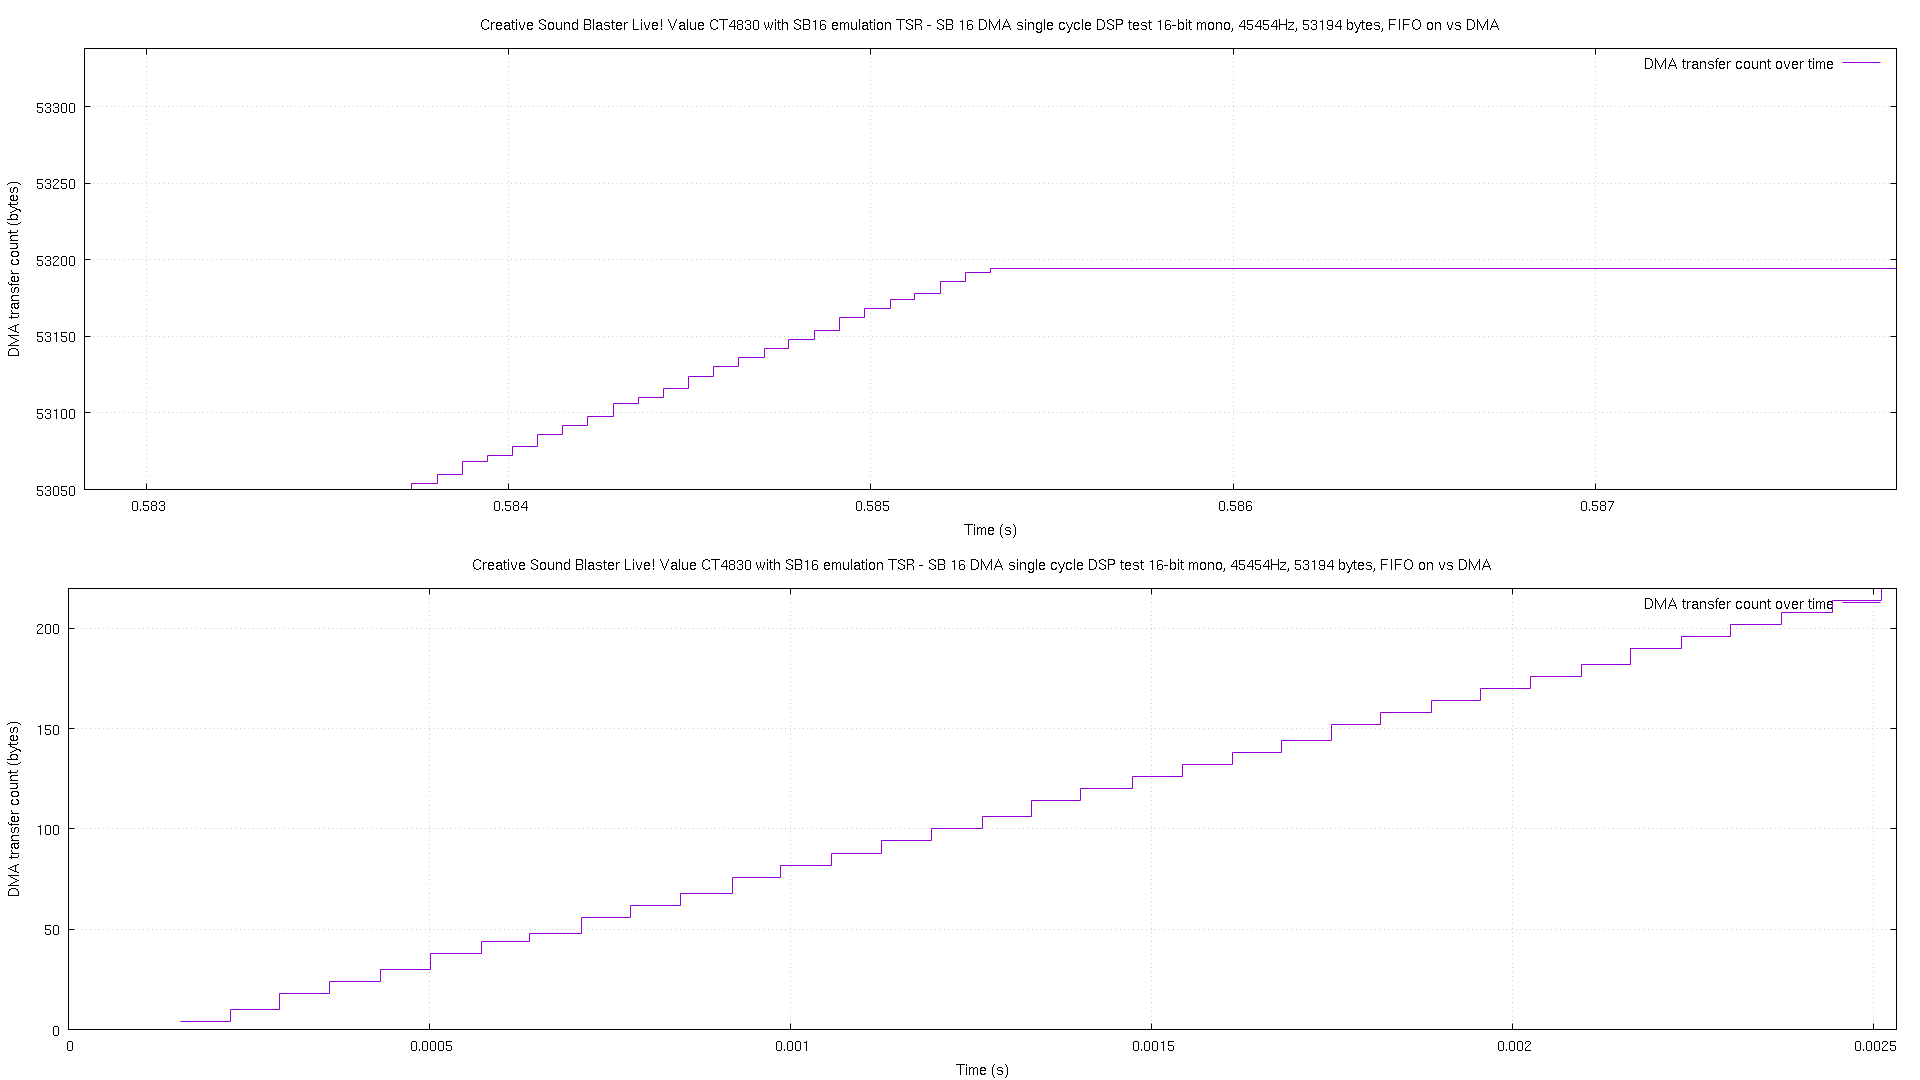 Creative Sound Blaster Live! Value CT4830 with SB16 emulation TSR - SB 16 DMA single cycle DSP test 16-bit mono, 45454Hz, 53194 bytes, FIFO on vs DMA
DMA transfer count over time
53300
53250
53200
53150
53100
53050
DMA transfer count (bytes)
0.583 0.584 0.585 0.586 0.587
Time (s)
Creative Sound Blaster Live! Value CT4830 with SB16 emulation TSR - SB 16 DMA single cycle DSP test 16-bit mono, 45454Hz, 53194 bytes, FIFO on vs DMA
DMA transfer count over time
200
150
100
50
0
DMA transfer count (bytes)
0 0.0005 0.001 0.0015 0.002 0.0025
Time (s)